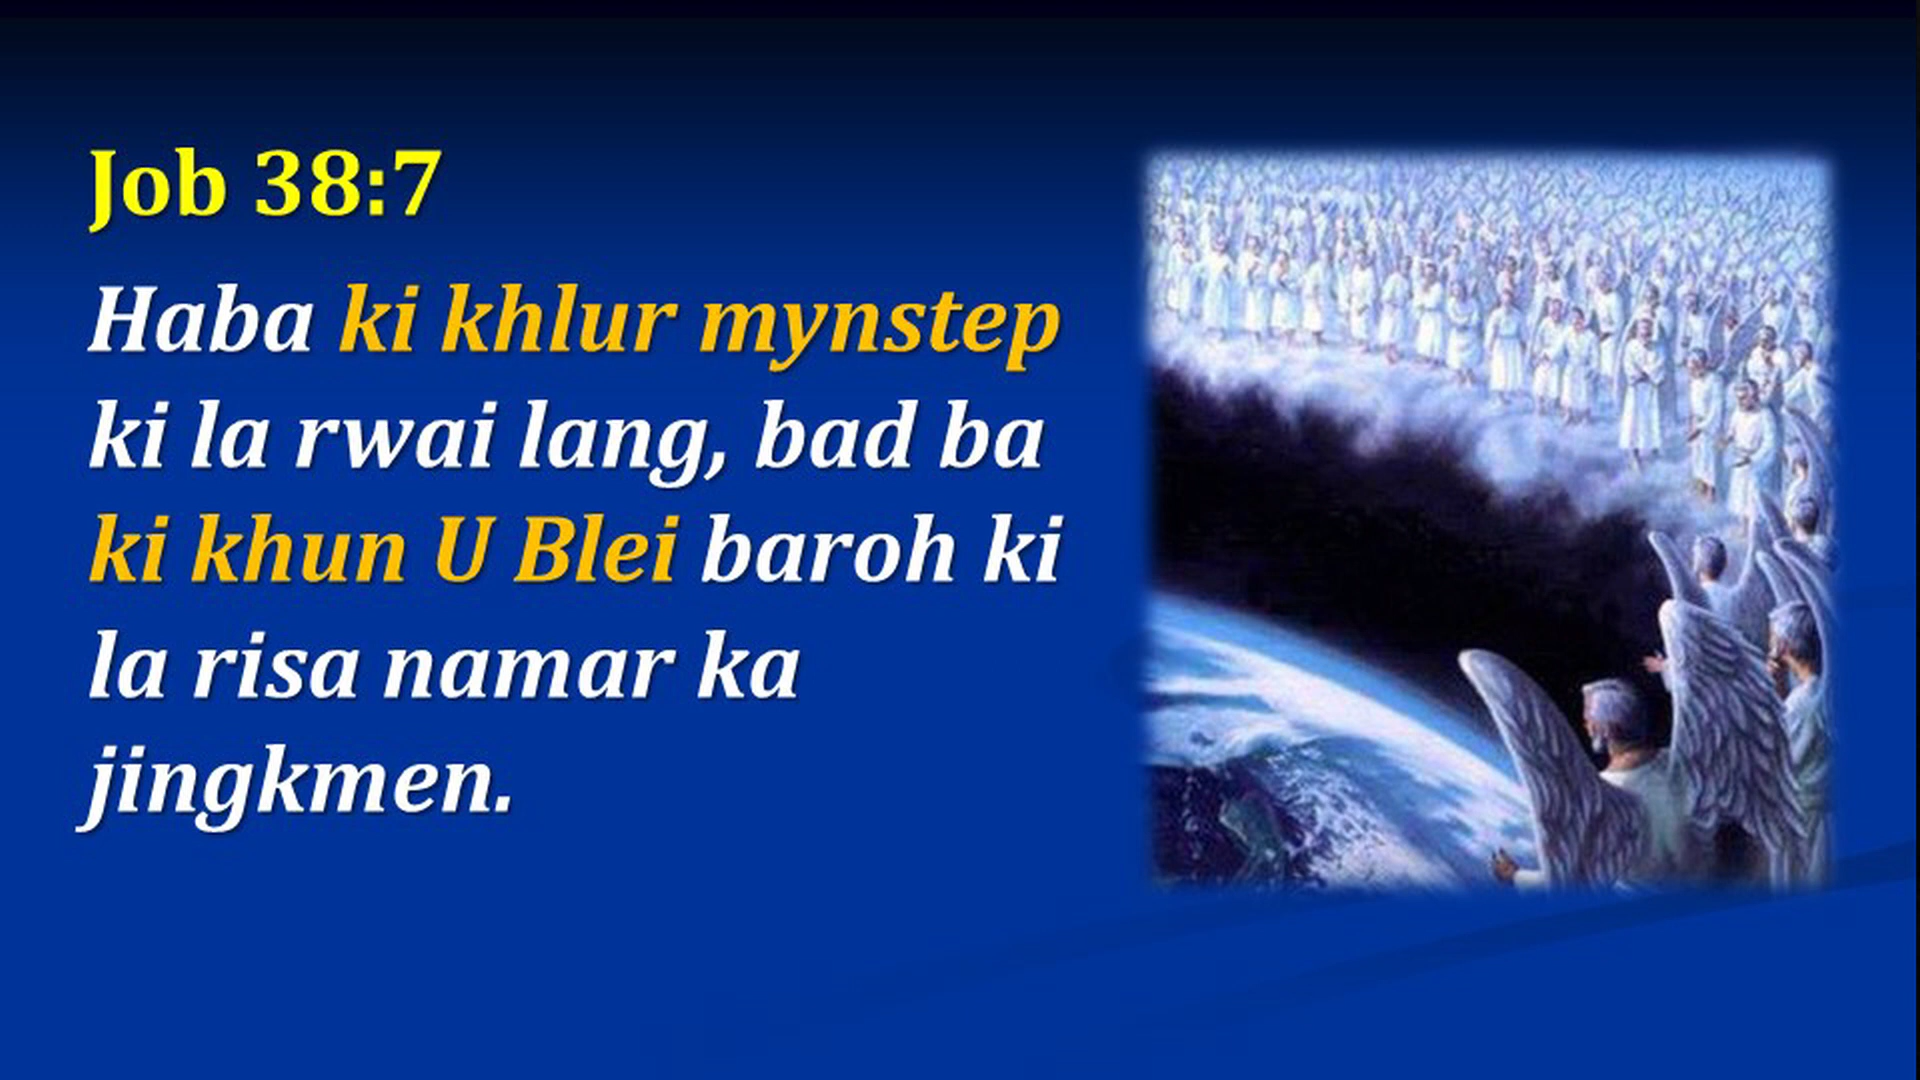 Job 38:7
Haba ki khlur mynstep
ki la rwai lang, bad ba
ki khun U Blei baroh ki
la risa namar ka
jingkmen.